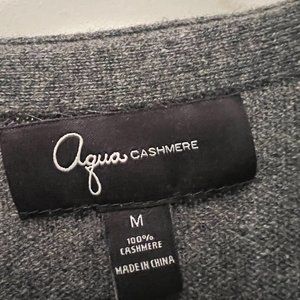 aqua CASHMERE
M
100%
CASHMERE
MADE IN CHINA